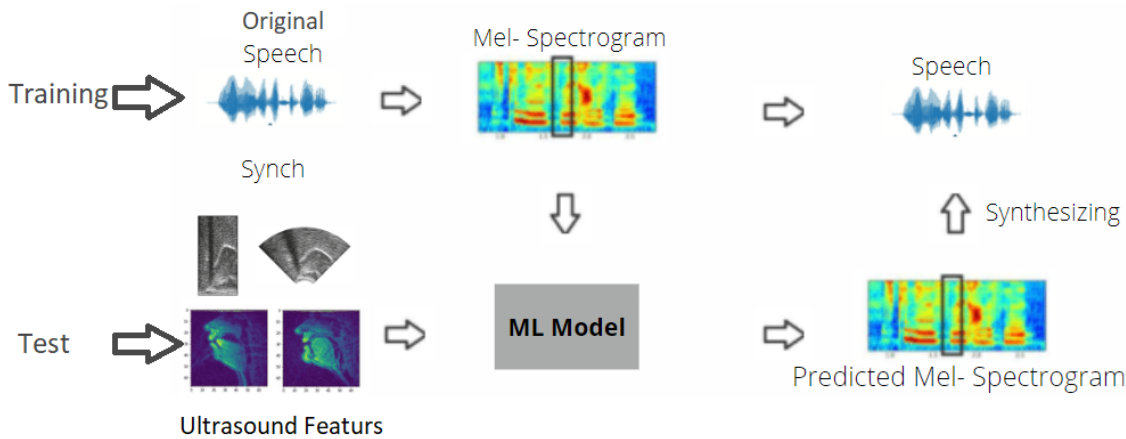 Original
Speech
Mel- Spectrogram
Speech
Training
Synch
Synthesizing
ML Model
Test
Predicted Mel- Spectrogram
Ultrasound Featurs